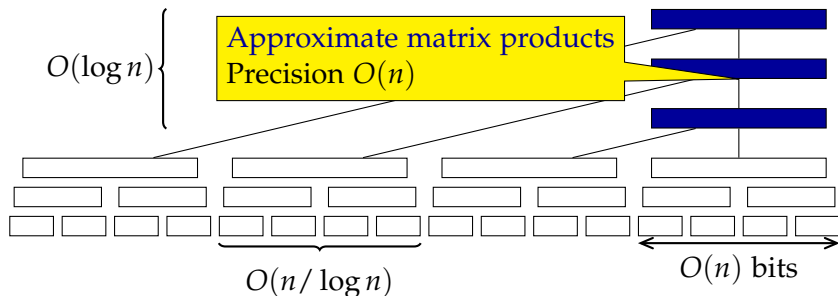 Approximate matrix products
Precision O(n)
O(log n)
O(n/ log n)
O(n) bits